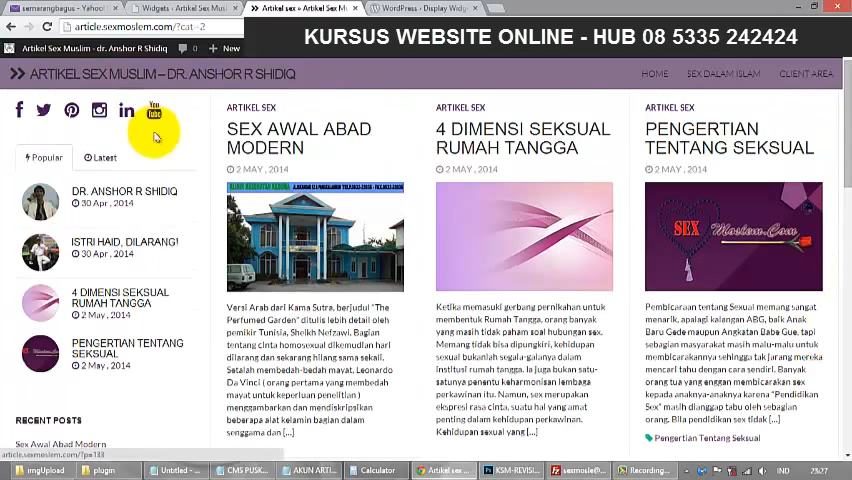 semarangbagus - Yahoo!
Widgets ‹ Artikel Sex Mus
Artikel sex » Artikel Sex M
WordPress › Display Widg
article.sexmoslem.com/?cat=2
Artikel Sex Muslim - dr. Anshor R Shidiq
0
New
KURSUS WEBSITE ONLINE - HUB 08 5335 242424
ARTIKEL SEX MUSLIM – DR. ANSHOR R SHIDIQ
HOME
SEX DALAM ISLAM
CLIENT AREA
You
Tube
Popular
Latest
DR. ANSHOR R SHIDIQ
30 Apr , 2014
ISTRI HAID, DILARANG!
30 Apr , 2014
4 DIMENSI SEKSUAL
RUMAH TANGGA
2 May , 2014
PENGERTIAN TENTANG
SEKSUAL
2 May , 2014
RECENT POSTS
Sex Awal Abad Modern
ARTIKEL SEX
SEX AWAL ABAD
MODERN
2 MAY , 2014
Versi Arab dari Kama Sutra, berjudul "The
Perfumed Garden" ditulis lebih detail oleh
pemikir Tunisia, Sheikh Nefzawi. Bagian
tentang cinta homoseksual dikemudian hari
dilarang dan sekarang hilang sama sekali.
Setelah membedah-bedah mayat, Leonardo
Da Vinci ( orang pertama yang membedah
mayat untuk keperluan penelitian )
menggambarkan dan mendiskripsikan
beberapa alat kelamin bagian dalam
senggama dan [...]
ARTIKEL SEX
4 DIMENSI SEKSUAL
RUMAH TANGGA
2 MAY , 2014
Ketika memasuki gerbang pernikahan untuk
membentuk Rumah Tangga, orang banyak
yang masih tidak paham soal hubungan sex.
Memang tidak bisa dipungkiri, kehidupan
sexual bukanlah segala-galanya dalam
institusi rumah tangga. Ia juga bukan satu-
satunya penentu keharmonisan lembaga
perkawinan itu. Namun, sex merupakan
ekspresi rasa cinta, suatu hal yang amat
penting dalam kehidupan perkawinan.
Kehidupan sexual yang [...]
ARTIKEL SEX
PENGERTIAN
TENTANG SEKSUAL
2 MAY , 2014
SEX Moslem.Com
Pembicaraan tentang Sexual memang sangat
menarik, apalagi kalangan ABG, baik Anak
Baru Gede maupun Angkatan Babe Gue, tapi
sebagian masyarakat masih malu-malu untuk
membicarakannya sehingga tak jarang mereka
mencari tahu dengan cara sendiri. Banyak
orang tua yang enggan membicarakan sex
kepada anaknya-anaknya karena "Pendidikan
Sex" masih dianggap tabu oleh sebagian
orang. Bila pendidikan sex tidak [...]
Pengertian Tentang Seksual
article.sexmoslem.com/?p=133
imgUpload
plugin
Untitled - ...
CMS PUSK...
AKUN ARTI...
Calculator
Artikel sex ...
KSM-REVISI...
sexmosle@...
Recording...
IND
23:27